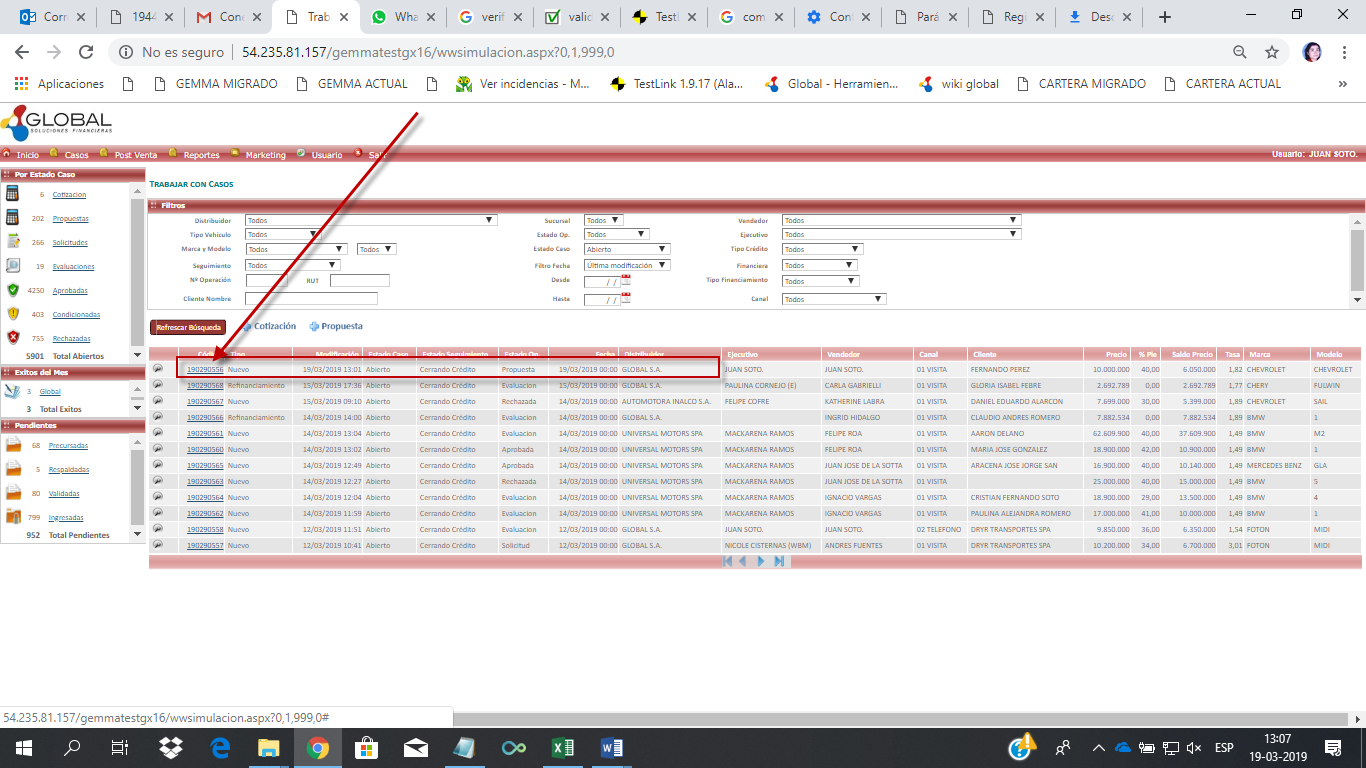 Corr
1944
Cone
Trab
Wha
verif
valid
Testl
com
Con
Pará
Regi
Desc
No es seguro | 54.235.81.157/gemmatestgx16/wwsimulacion.aspx?0,1,999,0
Aplicaciones GEMMA MIGRADO GEMMA ACTUAL Ver incidencias - M... TestLink 1.9.17 (Ala... Global - Herramien... wiki global CARTERA MIGRADO CARTERA ACTUAL »
GLOBAL
SOLUCIONES FINANCIERAS
Inicio Casos Post Venta Reportes Marketing Usuario Sali Usuario: JUAN SOTO.
Por Estado Caso
6 Cotizacion
202 Propuestas
266 Solicitudes
19 Evaluaciones
4250 Aprobadas
403 Condicionadas
755 Rechazadas
5901 Total Abiertos
Exitos del Mes
3 Global
3 Total Exitos
Pendientes
68 Precursadas
5 Respaldadas
80 Validadas
799 Ingresadas
952 Total Pendientes
TRABAJAR CON CASOS
Filtros
Distribuidor Todos Sucursal Todos Vendedor Todos
Tipo Vehículo Todos Estado Op. Todos Ejecutivo Todos
Marca y Modelo Todos Todos Estado Caso Abierto Tipo Crédito Todos
Seguimiento Todos Filtro Fecha Última modificación Financiera Todos
Nº Operación RUT Desde / / Tipo Financiamiento Todos
Cliente Nombre Hasta / / Canal Todos
Refrescar Búsqueda Cotización Propuesta
Código Tipo Modificación Estado Caso Estado Seguimiento Estado Op. Fecha Distribuidor Ejecutivo Vendedor Canal Cliente Precio % Pie Saldo Precio Tasa Marca Modelo
190290556 Nuevo 19/03/2019 13:01 Abierto Cerrando Crédito Propuesta 19/03/2019 00:00 GLOBAL S.A. JUAN SOTO. JUAN SOTO. 01 VISITA FERNANDO PEREZ 10.000.000 40,00 6.050.000 1,82 CHEVROLET CHEVROLET
190290568 Refinanciamiento 15/03/2019 17:36 Abierto Cerrando Crédito Evaluacion 15/03/2019 00:00 GLOBAL S.A. PAULINA CORNEJO (E) CARLA GABRIELLI 01 VISITA GLORIA ISABEL FEBRE 2.692.789 0,00 2.692.789 1,77 CHERY FULWIN
190290567 Nuevo 15/03/2019 09:10 Abierto Cerrando Crédito Rechazada 14/03/2019 00:00 AUTOMOTORA INALCO S.A. FELIPE COFRE KATHERINE LABRA 01 VISITA DANIEL EDUARDO ALARCON 7.699.000 30,00 5.399.000 1,89 CHEVROLET SAIL
190290566 Refinanciamiento 14/03/2019 14:00 Abierto Cerrando Crédito Evaluacion 14/03/2019 00:00 GLOBAL S.A. INGRID HIDALGO 01 VISITA CLAUDIO ANDRES ROMERO 7.882.534 0,00 7.882.534 1,89 BMW 1
190290561 Nuevo 14/03/2019 13:04 Abierto Cerrando Crédito Evaluacion 14/03/2019 00:00 UNIVERSAL MOTORS SPA MACKARENA RAMOS FELIPE ROA 01 VISITA AARON DELANO 62.609.900 40,00 37.609.900 1,49 BMW M2
190290560 Nuevo 14/03/2019 13:02 Abierto Cerrando Crédito Aprobada 14/03/2019 00:00 UNIVERSAL MOTORS SPA MACKARENA RAMOS FELIPE ROA 01 VISITA MARIA JOSE GONZALEZ 18.900.000 42,00 10.900.000 1,49 BMW 1
190290565 Nuevo 14/03/2019 12:49 Abierto Cerrando Crédito Aprobada 14/03/2019 00:00 UNIVERSAL MOTORS SPA MACKARENA RAMOS JUAN JOSE DE LA SOTTA 01 VISITA ARACENA JOSE JORGE SAN 16.900.000 40,00 10.140.000 1,49 MERCEDES BENZ GLA
190290563 Nuevo 14/03/2019 12:27 Abierto Cerrando Crédito Rechazada 14/03/2019 00:00 UNIVERSAL MOTORS SPA MACKARENA RAMOS JUAN JOSE DE LA SOTTA 01 VISITA 25.000.000 40,00 15.000.000 1,49 BMW 5
190290564 Nuevo 14/03/2019 12:04 Abierto Cerrando Crédito Evaluacion 14/03/2019 00:00 UNIVERSAL MOTORS SPA MACKARENA RAMOS IGNACIO VARGAS 01 VISITA CRISTIAN FERNANDO SOTO 18.900.000 29,00 13.500.000 1,49 BMW 4
190290562 Nuevo 14/03/2019 11:59 Abierto Cerrando Crédito Evaluacion 14/03/2019 00:00 UNIVERSAL MOTORS SPA MACKARENA RAMOS IGNACIO VARGAS 01 VISITA PAULINA ALEJANDRA ROMERO 17.000.000 41,00 10.000.000 1,49 BMW 1
190290558 Nuevo 12/03/2019 11:51 Abierto Cerrando Crédito Evaluacion 12/03/2019 00:00 GLOBAL S.A. JUAN SOTO. JUAN SOTO. 02 TELEFONO DRYR TRANSPORTES SPA 9.850.000 36,00 6.350.000 1,54 FOTON MIDI
190290557 Nuevo 12/03/2019 10:41 Abierto Cerrando Crédito Solicitud 12/03/2019 00:00 GLOBAL S.A. NICOLE CISTERNAS (WBM) ANDRES FUENTES 01 VISITA DRYR TRANSPORTES SPA 10.200.000 34,00 6.700.000 3,01 FOTON MIDI
54.235.81.157/gemmatestgx16/wwsimulacion.aspx?0,1,999,0#
ESP
13:07
19-03-2019